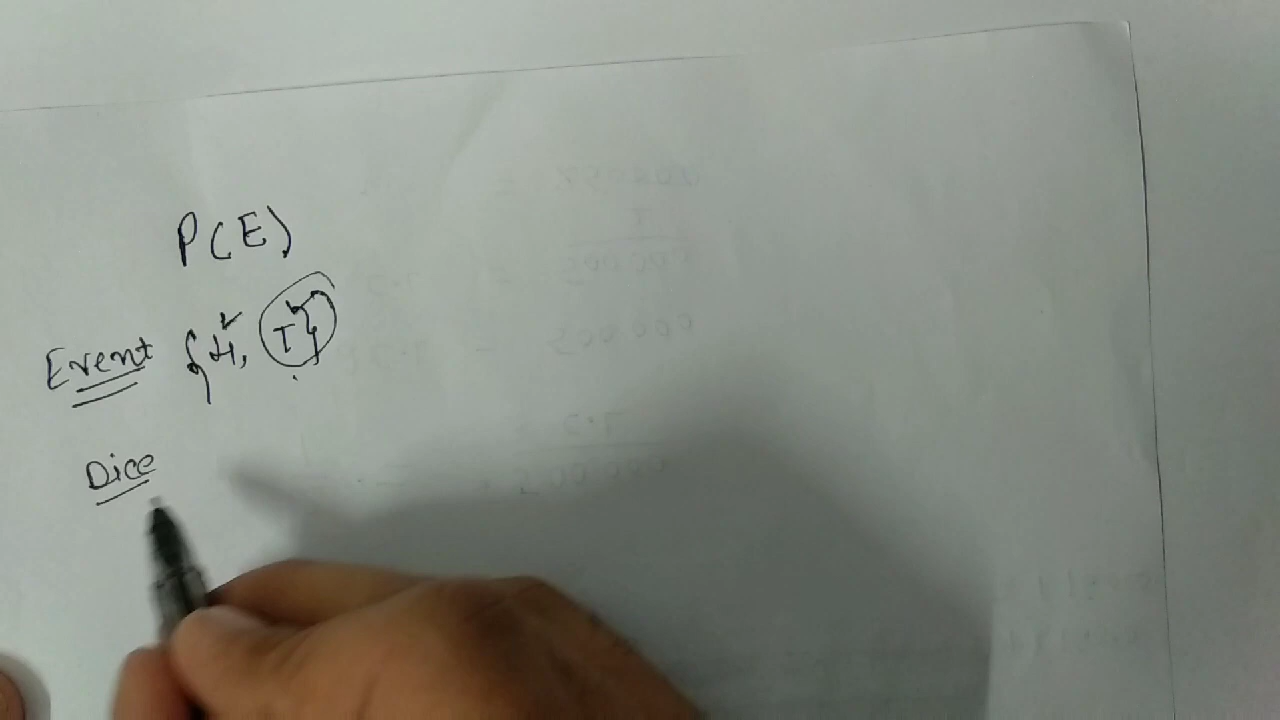 P(E)
Event {H, T}
Dice